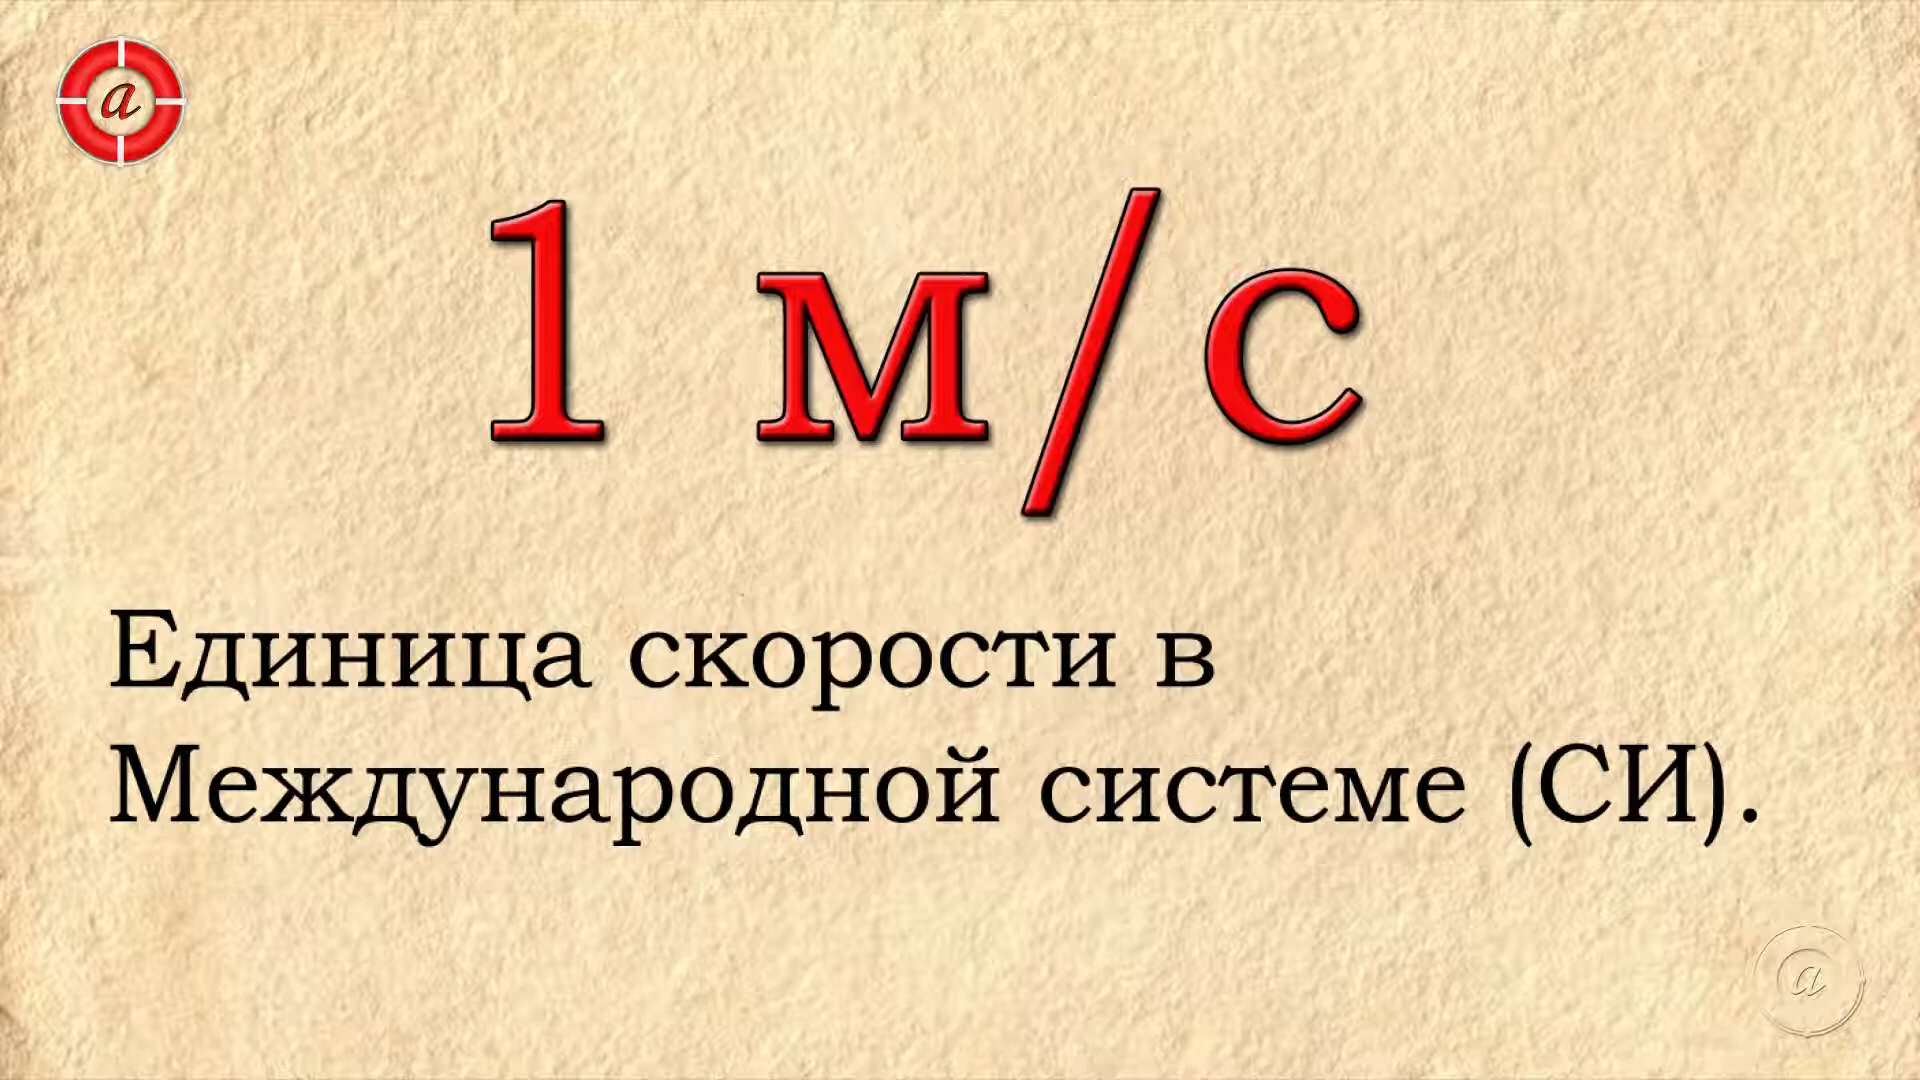 a
1 м/с
Единица скорости в
Международной системе (СИ).
a